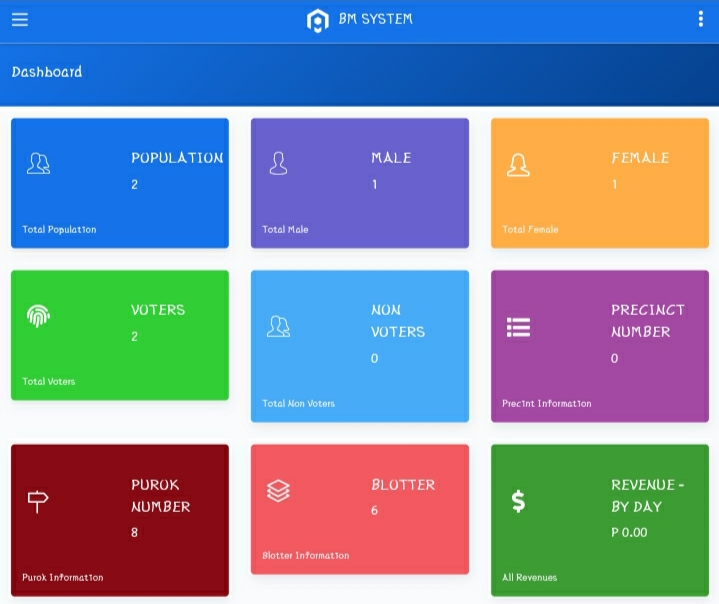 BM SYSTEM
Dashboard
POPULATION
2
Total Population
MALE
1
Total Male
FEMALE
1
Total Female
VOTERS
2
Total Voters
NON
VOTERS
0
Total Non Voters
PRECINCT
NUMBER
0
Precint Information
PUROK
NUMBER
8
Purok Information
BLOTTER
6
Blotter Information
REVENUE -
BY DAY
P 0.00
All Revenues